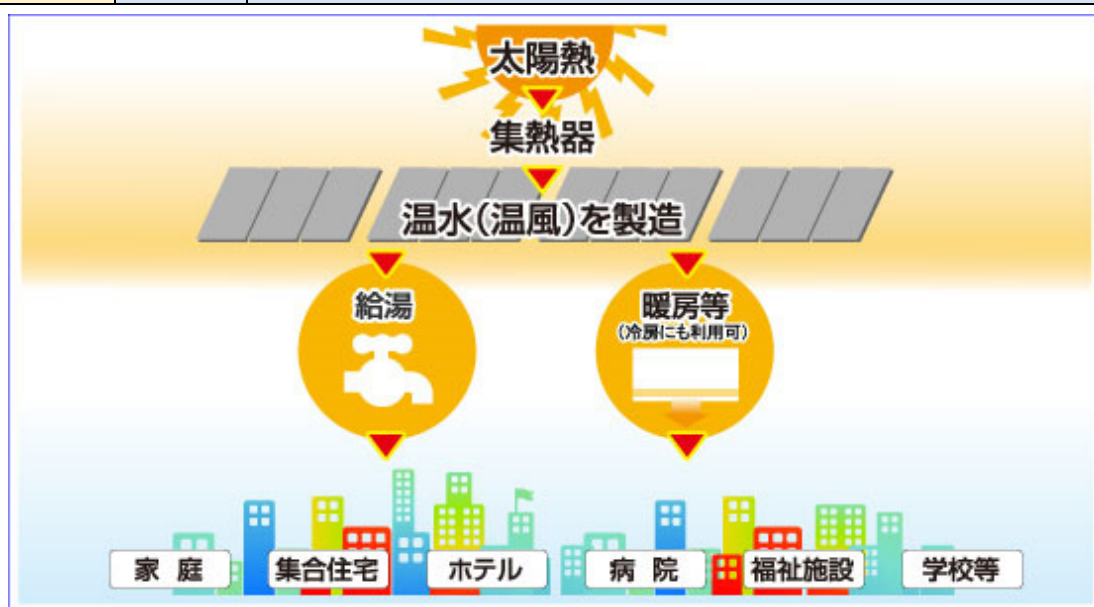 太陽熱
集熱器
温水(温風)を製造
給湯
暖房等
(冷房にも利用可)
家庭
集合住宅
ホテル
病院
福祉施設
学校等